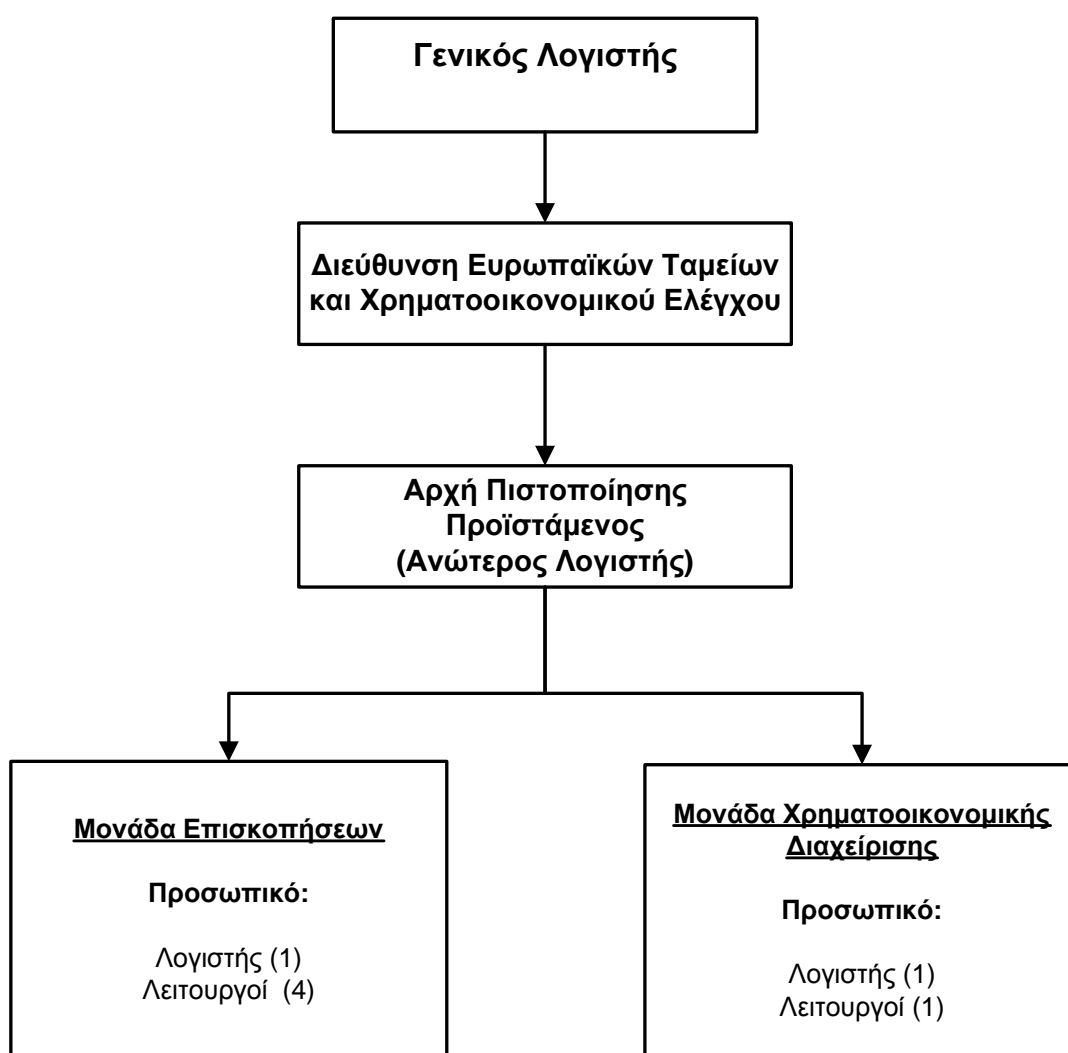 Γενικός Λογιστής
Διεύθυνση Ευρωπαϊκών Ταμείων
και Χρηματοοικονομικού Ελέγχου
Αρχή Πιστοποίησης
Προϊστάμενος
(Ανώτερος Λογιστής)
Μονάδα Επισκοπήσεων
Προσωπικό:
Λογιστής (1)
Λειτουργοί (4)
Μονάδα Χρηματοοικονομικής
Διαχείρισης
Προσωπικό:
Λογιστής (1)
Λειτουργοί (1)